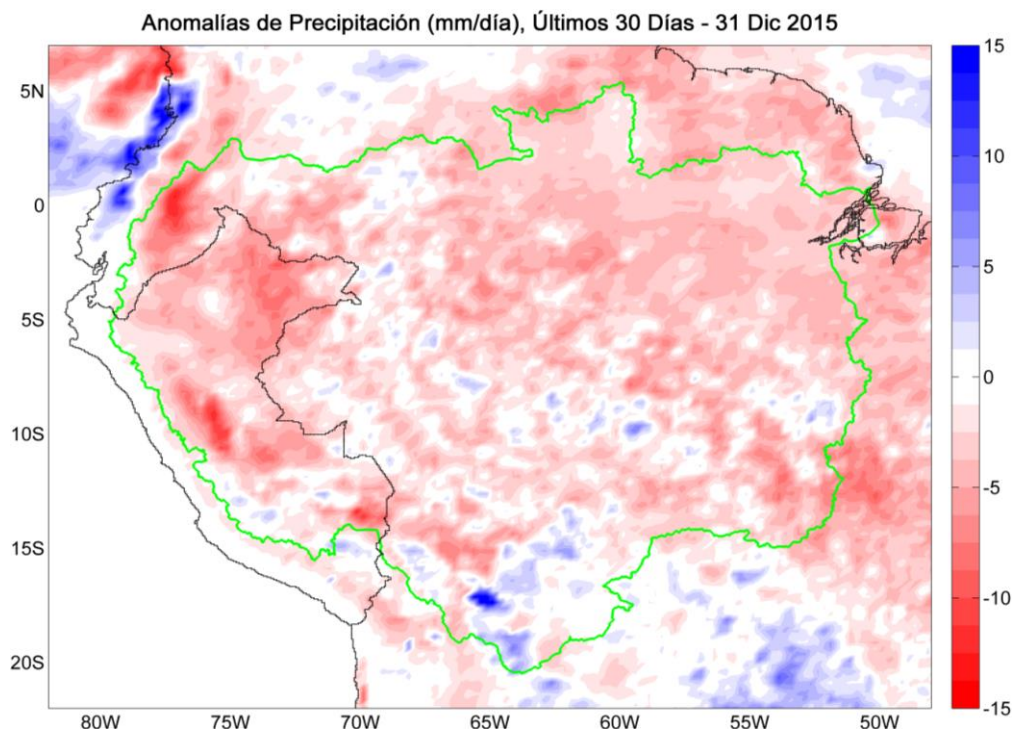 Anomalías de Precipitación (mm/día), Últimos 30 Días - 31 Dic 2015
15
5N
10
0
5
5S
0
10S
-5
15S
-10
20S
-15
80W 75W 70W 65W 60W 55W 50W